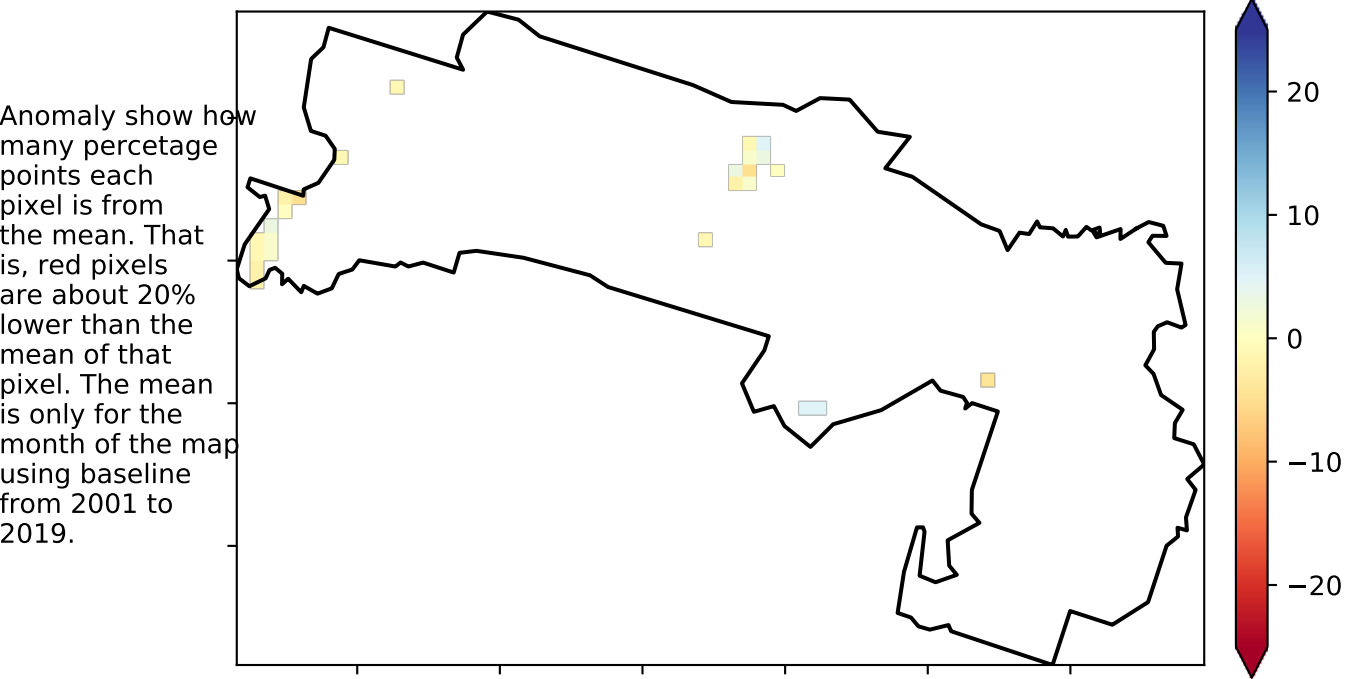 Anomaly show how
many percetage
points each
pixel is from
the mean. That
is, red pixels
are about 20%
lower than the
mean of that
pixel. The mean
is only for the
month of the map
using baseline
from 2001 to
2019.
20
10
0
−10
−20